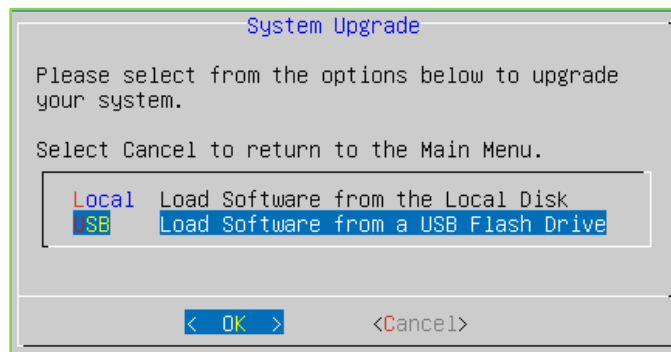 System Upgrade
Please select from the options below to upgrade
your system.
Select Cancel to return to the Main Menu.
Local Load Software from the Local Disk
USB Load Software from a USB Flash Drive
< OK > <Cancel>